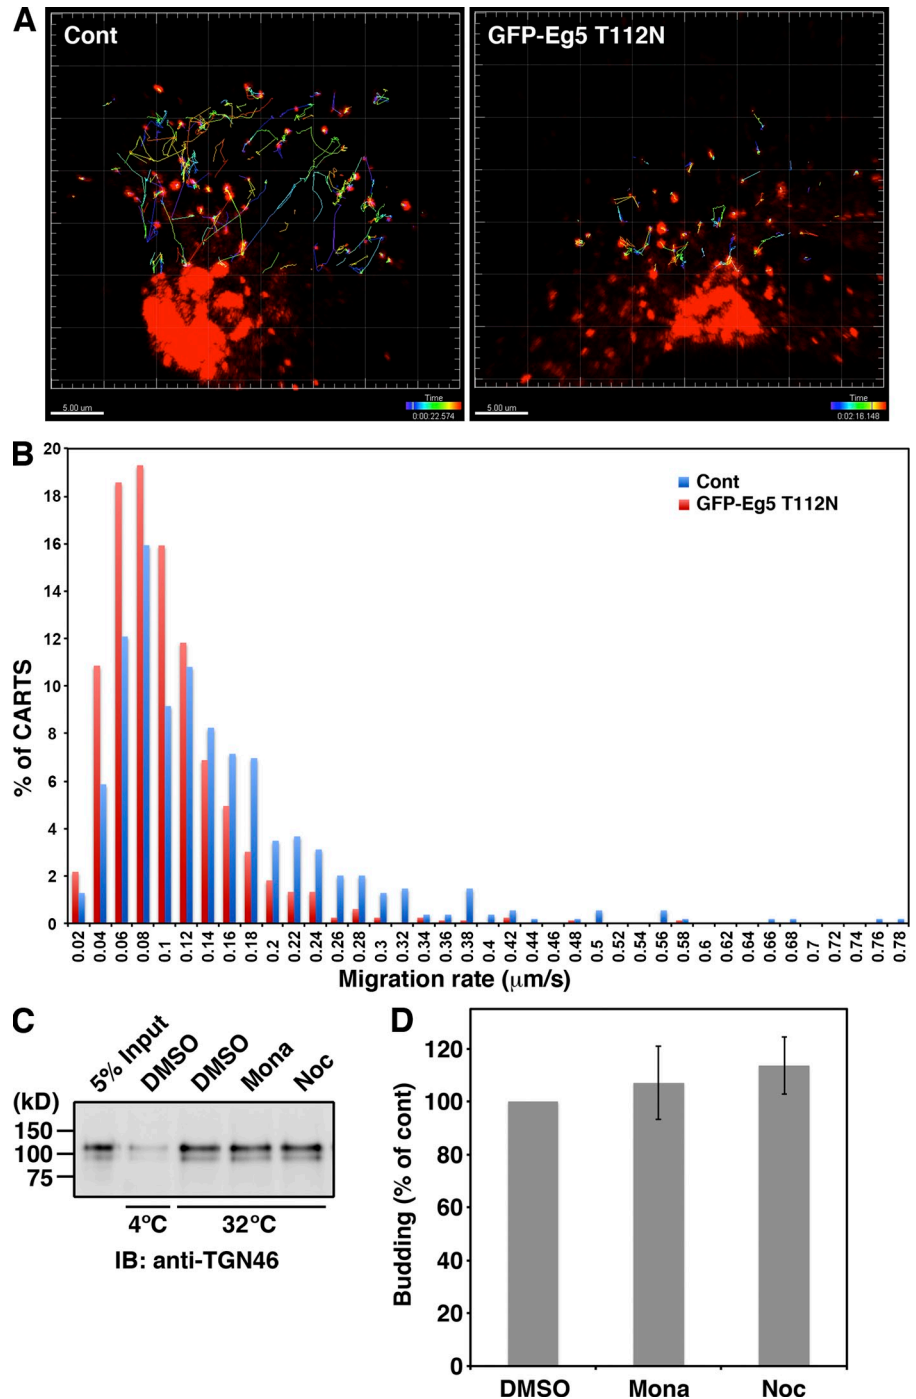 A
Cont
GFP-Eg5 T112N
5.00 um
Time
0:00:22.574
5.00 um
Time
0:02:16.148
B
20
18
16
14
12
10
8
6
4
2
0
% of CARTS
Cont
GFP-Eg5 T112N
0.02 0.04 0.06 0.08 0.1 0.12 0.14 0.16 0.18 0.2 0.22 0.24 0.26 0.28 0.3 0.32 0.34 0.36 0.38 0.4 0.42 0.44 0.46 0.48 0.5 0.52 0.54 0.56 0.58 0.6 0.62 0.64 0.66 0.68 0.7 0.72 0.74 0.76 0.78
Migration rate (μm/s)
C
5% Input DMSO DMSO Mona Noc
(kD)
150
100
75
4°C 32°C
IB: anti-TGN46
D
120
100
80
60
40
20
0
Budding (% of cont)
DMSO Mona Noc